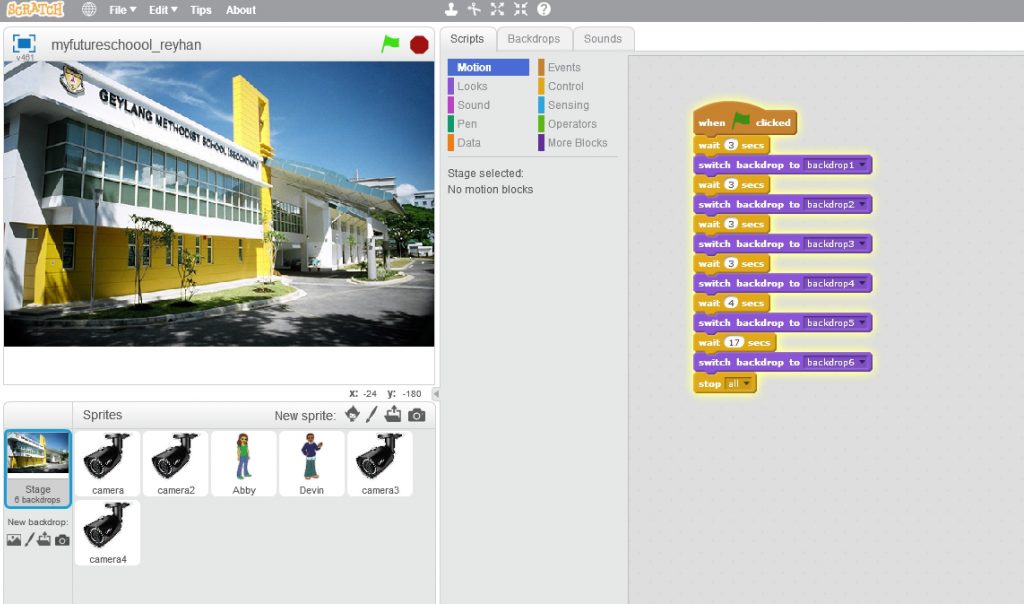 SCRATCH
File Edit Tips About
v461
myfutureschoool_reyhan
GEYLANG METHODIST SCHOOL (SECONDARY)
X: -24 y: -180
Sprites
New sprite:
camera
camera2
Abby
Devin
camera3
camera4
Stage
6 backdrops
New backdrop:
Scripts
Backdrops
Sounds
Motion
Events
Looks
Control
Sound
Sensing
Pen
Operators
Data
More Blocks
Stage selected:
No motion blocks
when clicked
wait 3 secs
switch backdrop to backdrop1
wait 3 secs
switch backdrop to backdrop2
wait 3 secs
switch backdrop to backdrop3
wait 3 secs
switch backdrop to backdrop4
wait 4 secs
switch backdrop to backdrop5
wait 17 secs
switch backdrop to backdrop6
stop all